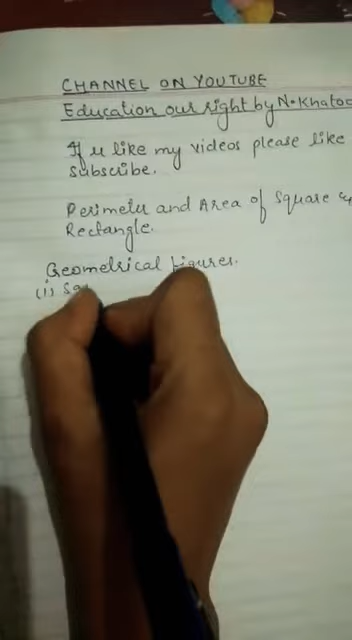 CHANNEL ON YOUTUBE
Education our right by N. Khatoo
If u like my videos please like
subscribe.
Perimeter and Area of Square &
Rectangle.
Geometrical figures.
(i) Sq